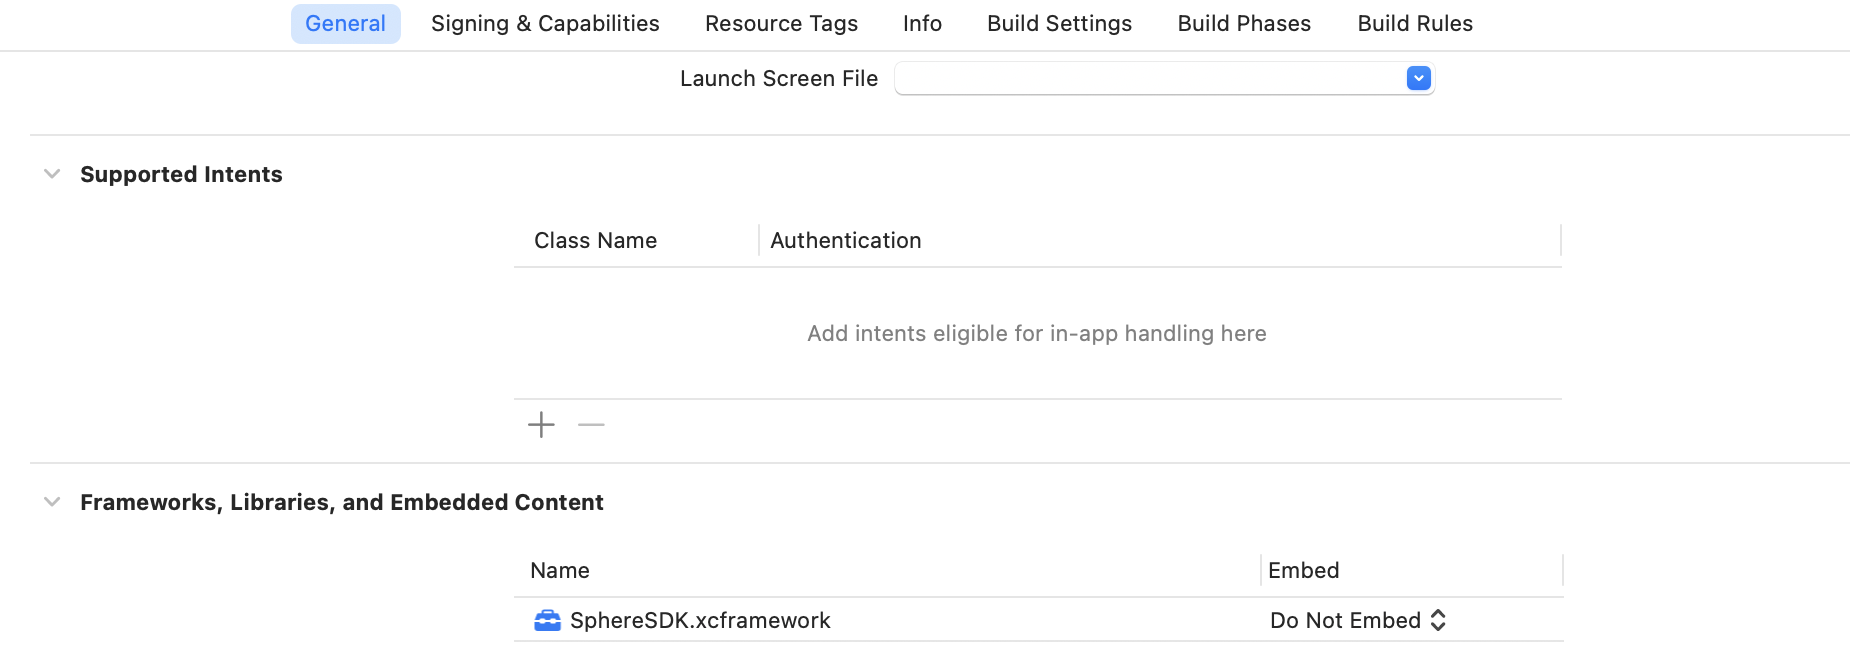 General Signing & Capabilities Resource Tags Info Build Settings Build Phases Build Rules
Launch Screen File
Supported Intents
Class Name Authentication
Add intents eligible for in-app handling here
Frameworks, Libraries, and Embedded Content
Name Embed
SphereSDK.xcframework Do Not Embed